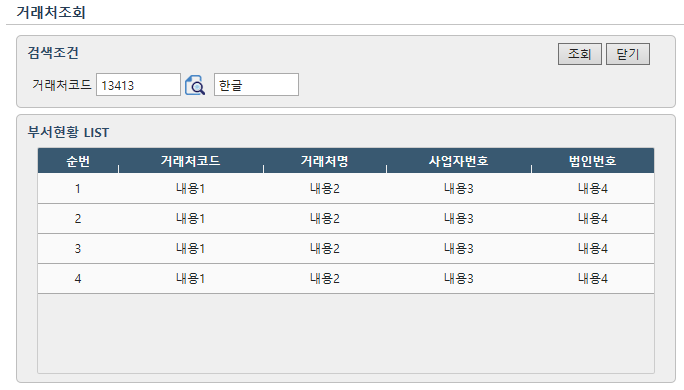 거래처조회
검색조건 조회 닫기
거래처코드 13413 한글
부서현황 LIST
순번 거래처코드 거래처명 사업자번호 법인번호
1 내용1 내용2 내용3 내용4
2 내용1 내용2 내용3 내용4
3 내용1 내용2 내용3 내용4
4 내용1 내용2 내용3 내용4